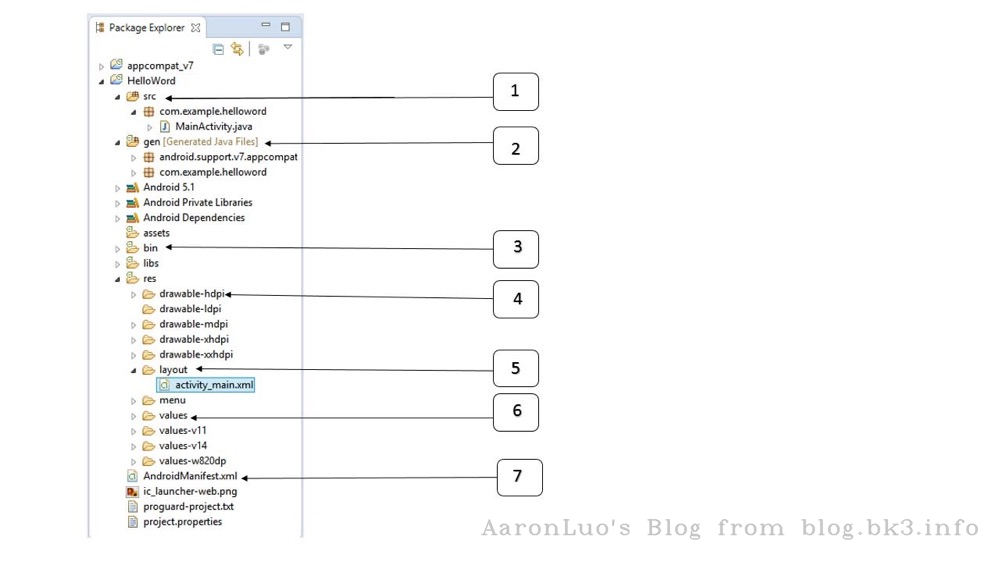 Package Explorer
appcompat_v7
HelloWord
src
1
com.example.helloword
MainActivity.java
gen [Generated Java Files]
2
android.support.v7.appcompat
com.example.helloword
Android 5.1
Android Private Libraries
Android Dependencies
assets
bin
3
libs
res
drawable-hdpi
4
drawable-ldpi
drawable-mdpi
drawable-xhdpi
drawable-xxhdpi
layout
5
activity_main.xml
menu
values
6
values-v11
values-v14
values-w820dp
AndroidManifest.xml
7
ic_launcher-web.png
proguard-project.txt
project.properties
AaronLuo's Blog from blog.bk3.info